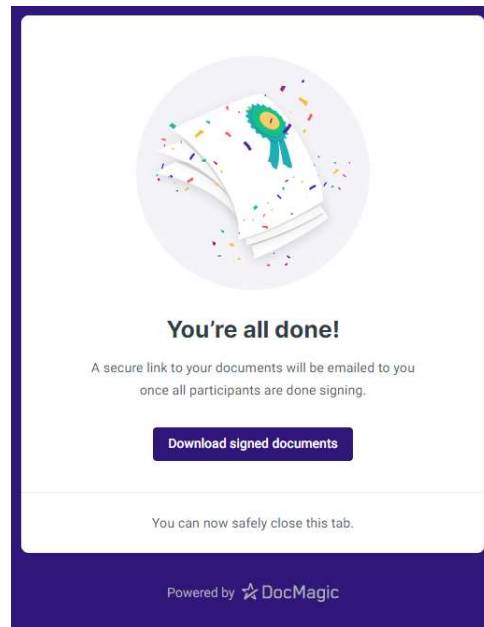 You're all done!
A secure link to your documents will be emailed to you
once all participants are done signing.
Download signed documents
You can now safely close this tab.
Powered by DocMagic